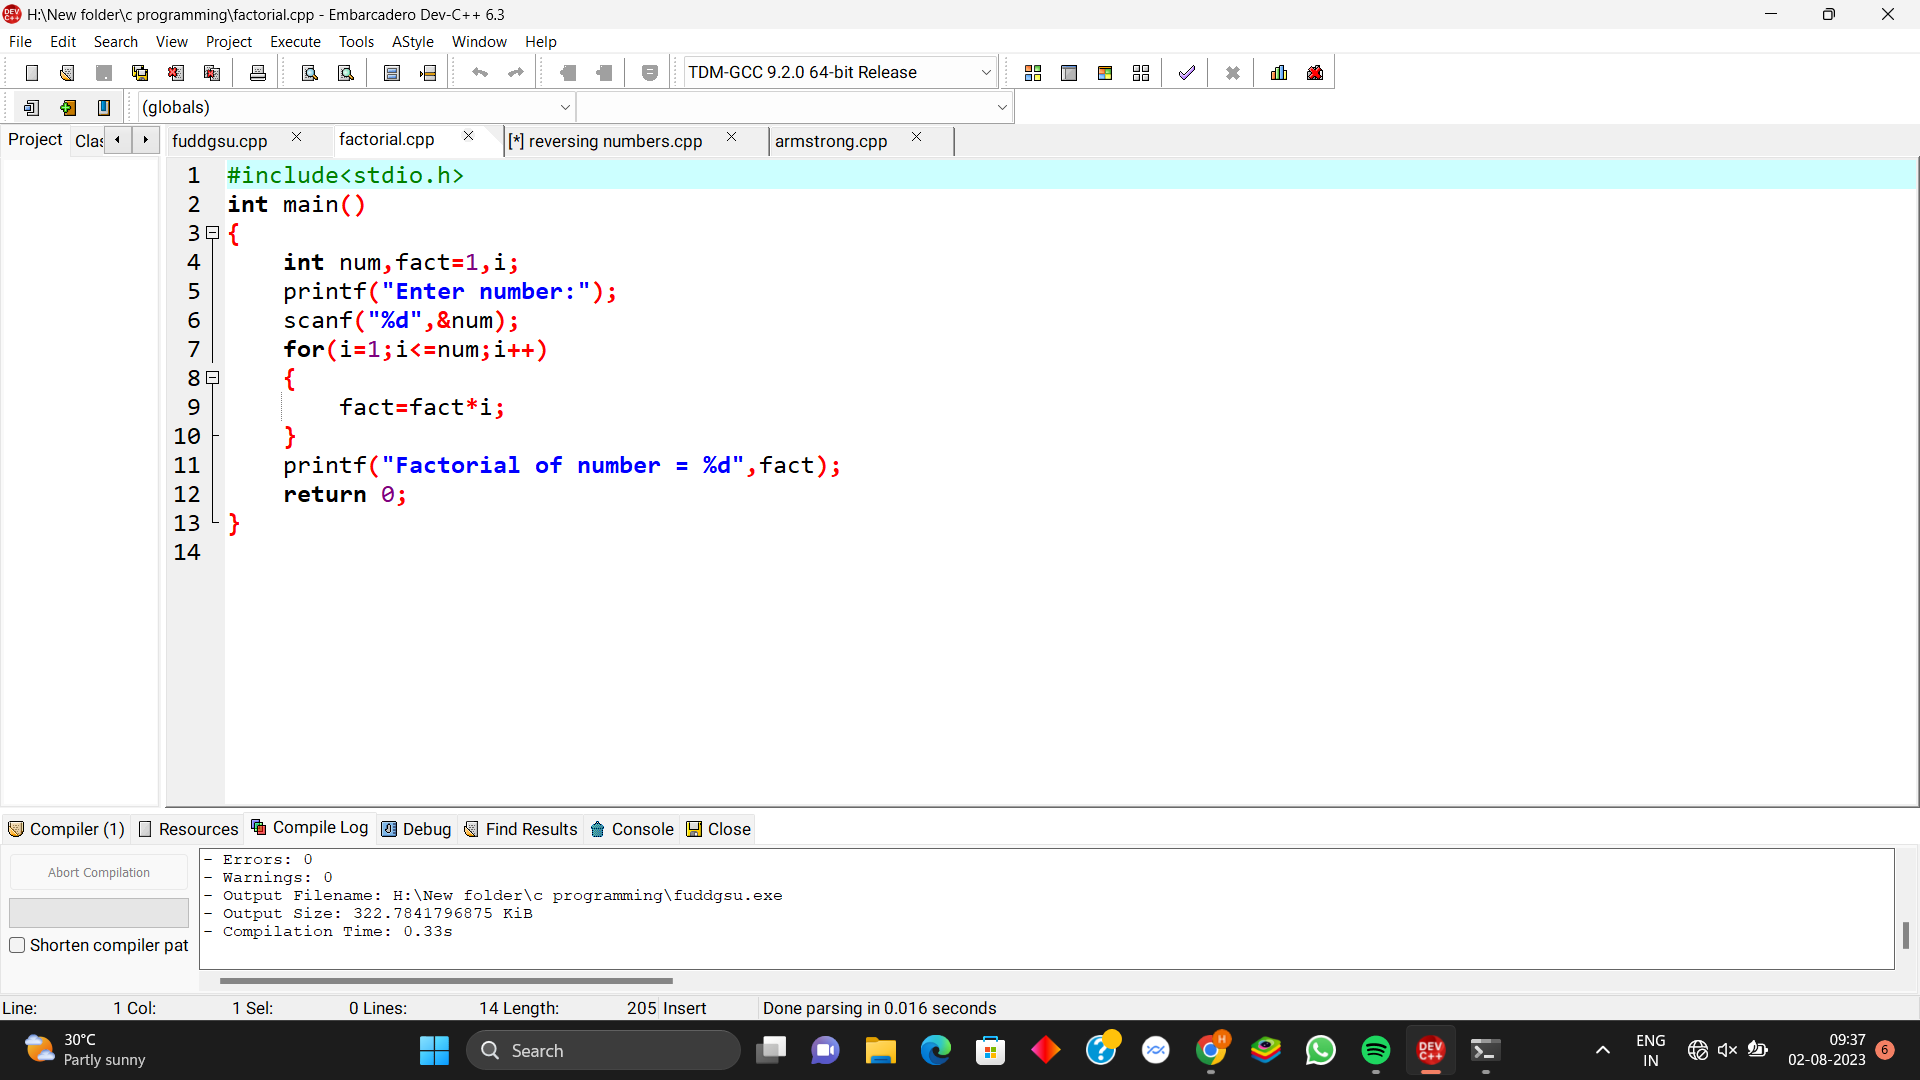 H:\New folder\c programming\factorial.cpp - Embarcadero Dev-C++ 6.3
File Edit Search View Project Execute Tools AStyle Window Help
TDM-GCC 9.2.0 64-bit Release
(globals)
Project Clas fuddgsu.cpp factorial.cpp [*] reversing numbers.cpp armstrong.cpp
1 #include<stdio.h>
2 int main()
3 {
4 int num,fact=1,i;
5 printf("Enter number:");
6 scanf("%d",&num);
7 for(i=1;i<=num;i++)
8 {
9 fact=fact*i;
10 }
11 printf("Factorial of number = %d",fact);
12 return 0;
13 }
14
Compiler (1) Resources Compile Log Debug Find Results Console Close
Abort Compilation
Shorten compiler pat
- Errors: 0
- Warnings: 0
- Output Filename: H:\New folder\c programming\fuddgsu.exe
- Output Size: 322.7841796875 KiB
- Compilation Time: 0.33s
Line: 1 Col: 1 Sel: 0 Lines: 14 Length: 205 Insert Done parsing in 0.016 seconds
30°C
Partly sunny
Search
H
DEV
C++
ENG
IN
09:37
02-08-2023
6